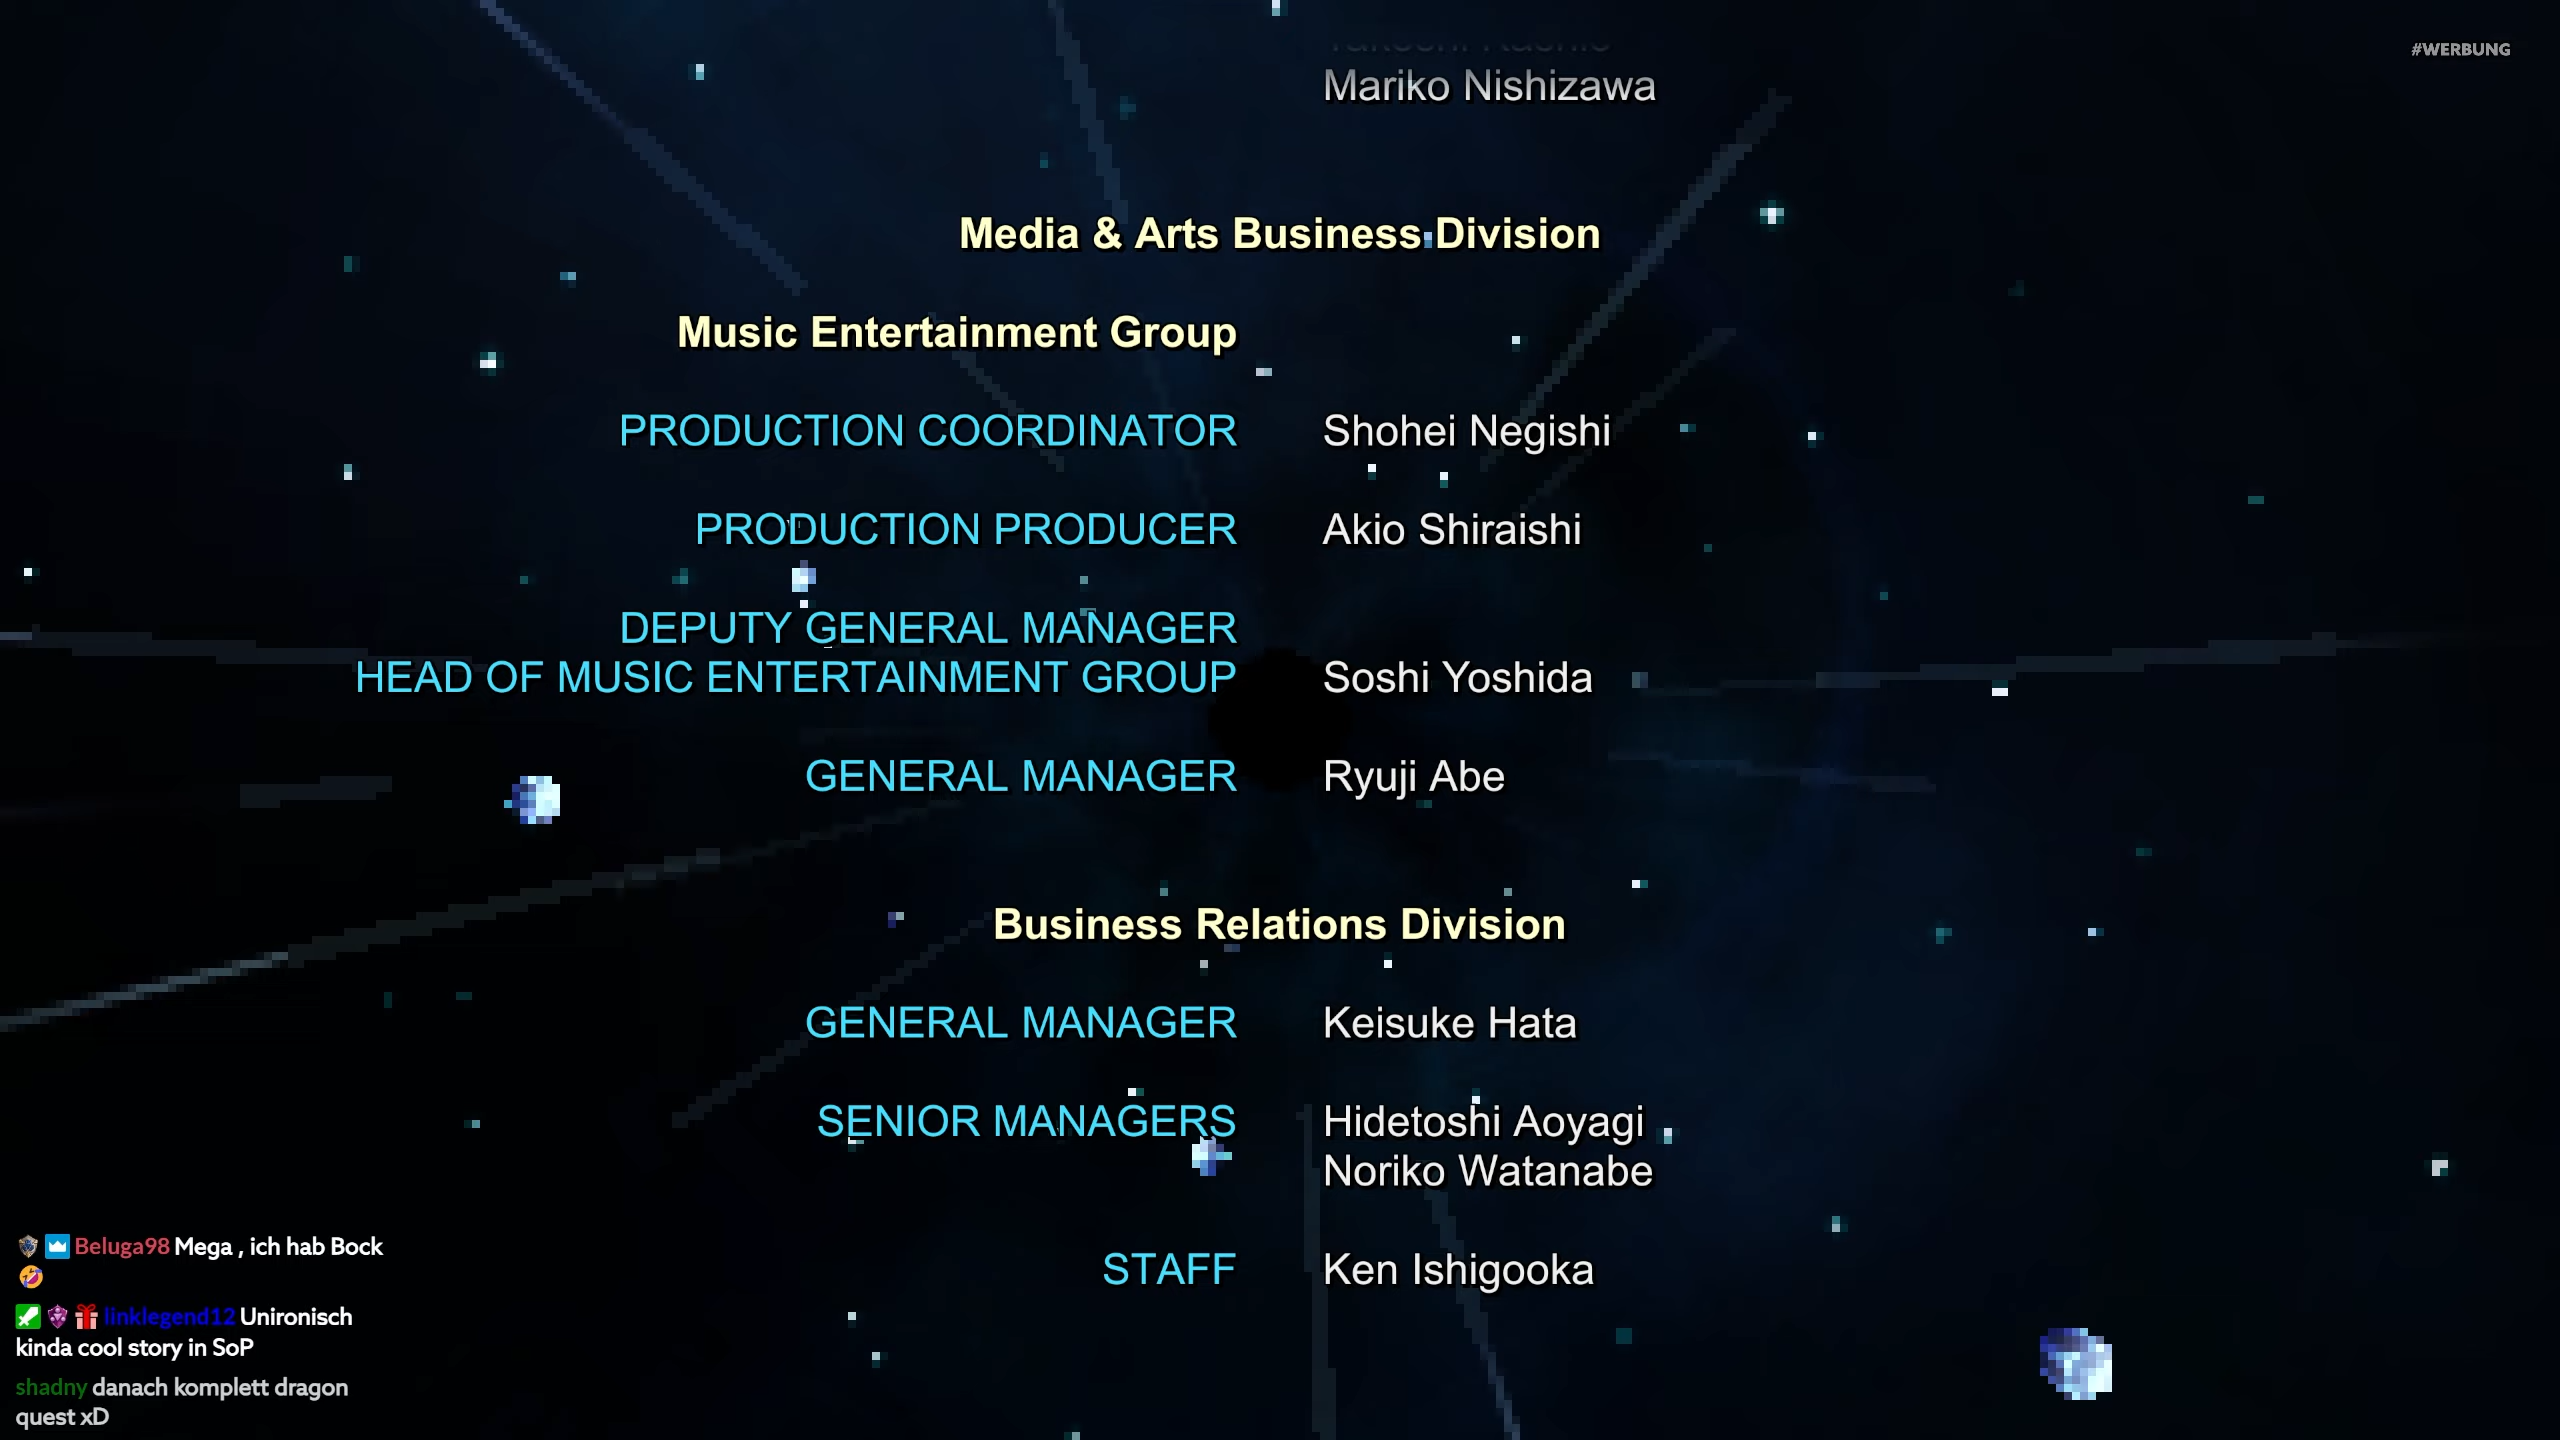 #WERBUNG
Mariko Nishizawa
Media & Arts Business Division
Music Entertainment Group
PRODUCTION COORDINATOR Shohei Negishi
PRODUCTION PRODUCER Akio Shiraishi
DEPUTY GENERAL MANAGER
HEAD OF MUSIC ENTERTAINMENT GROUP Soshi Yoshida
GENERAL MANAGER Ryuji Abe
Business Relations Division
GENERAL MANAGER Keisuke Hata
SENIOR MANAGERS Hidetoshi Aoyagi
Noriko Watanabe
STAFF Ken Ishigooka
Beluga98 Mega , ich hab Bock
🤣
linklegend12 Unironisch
kinda cool story in SoP
shadny danach komplett dragon
quest xD